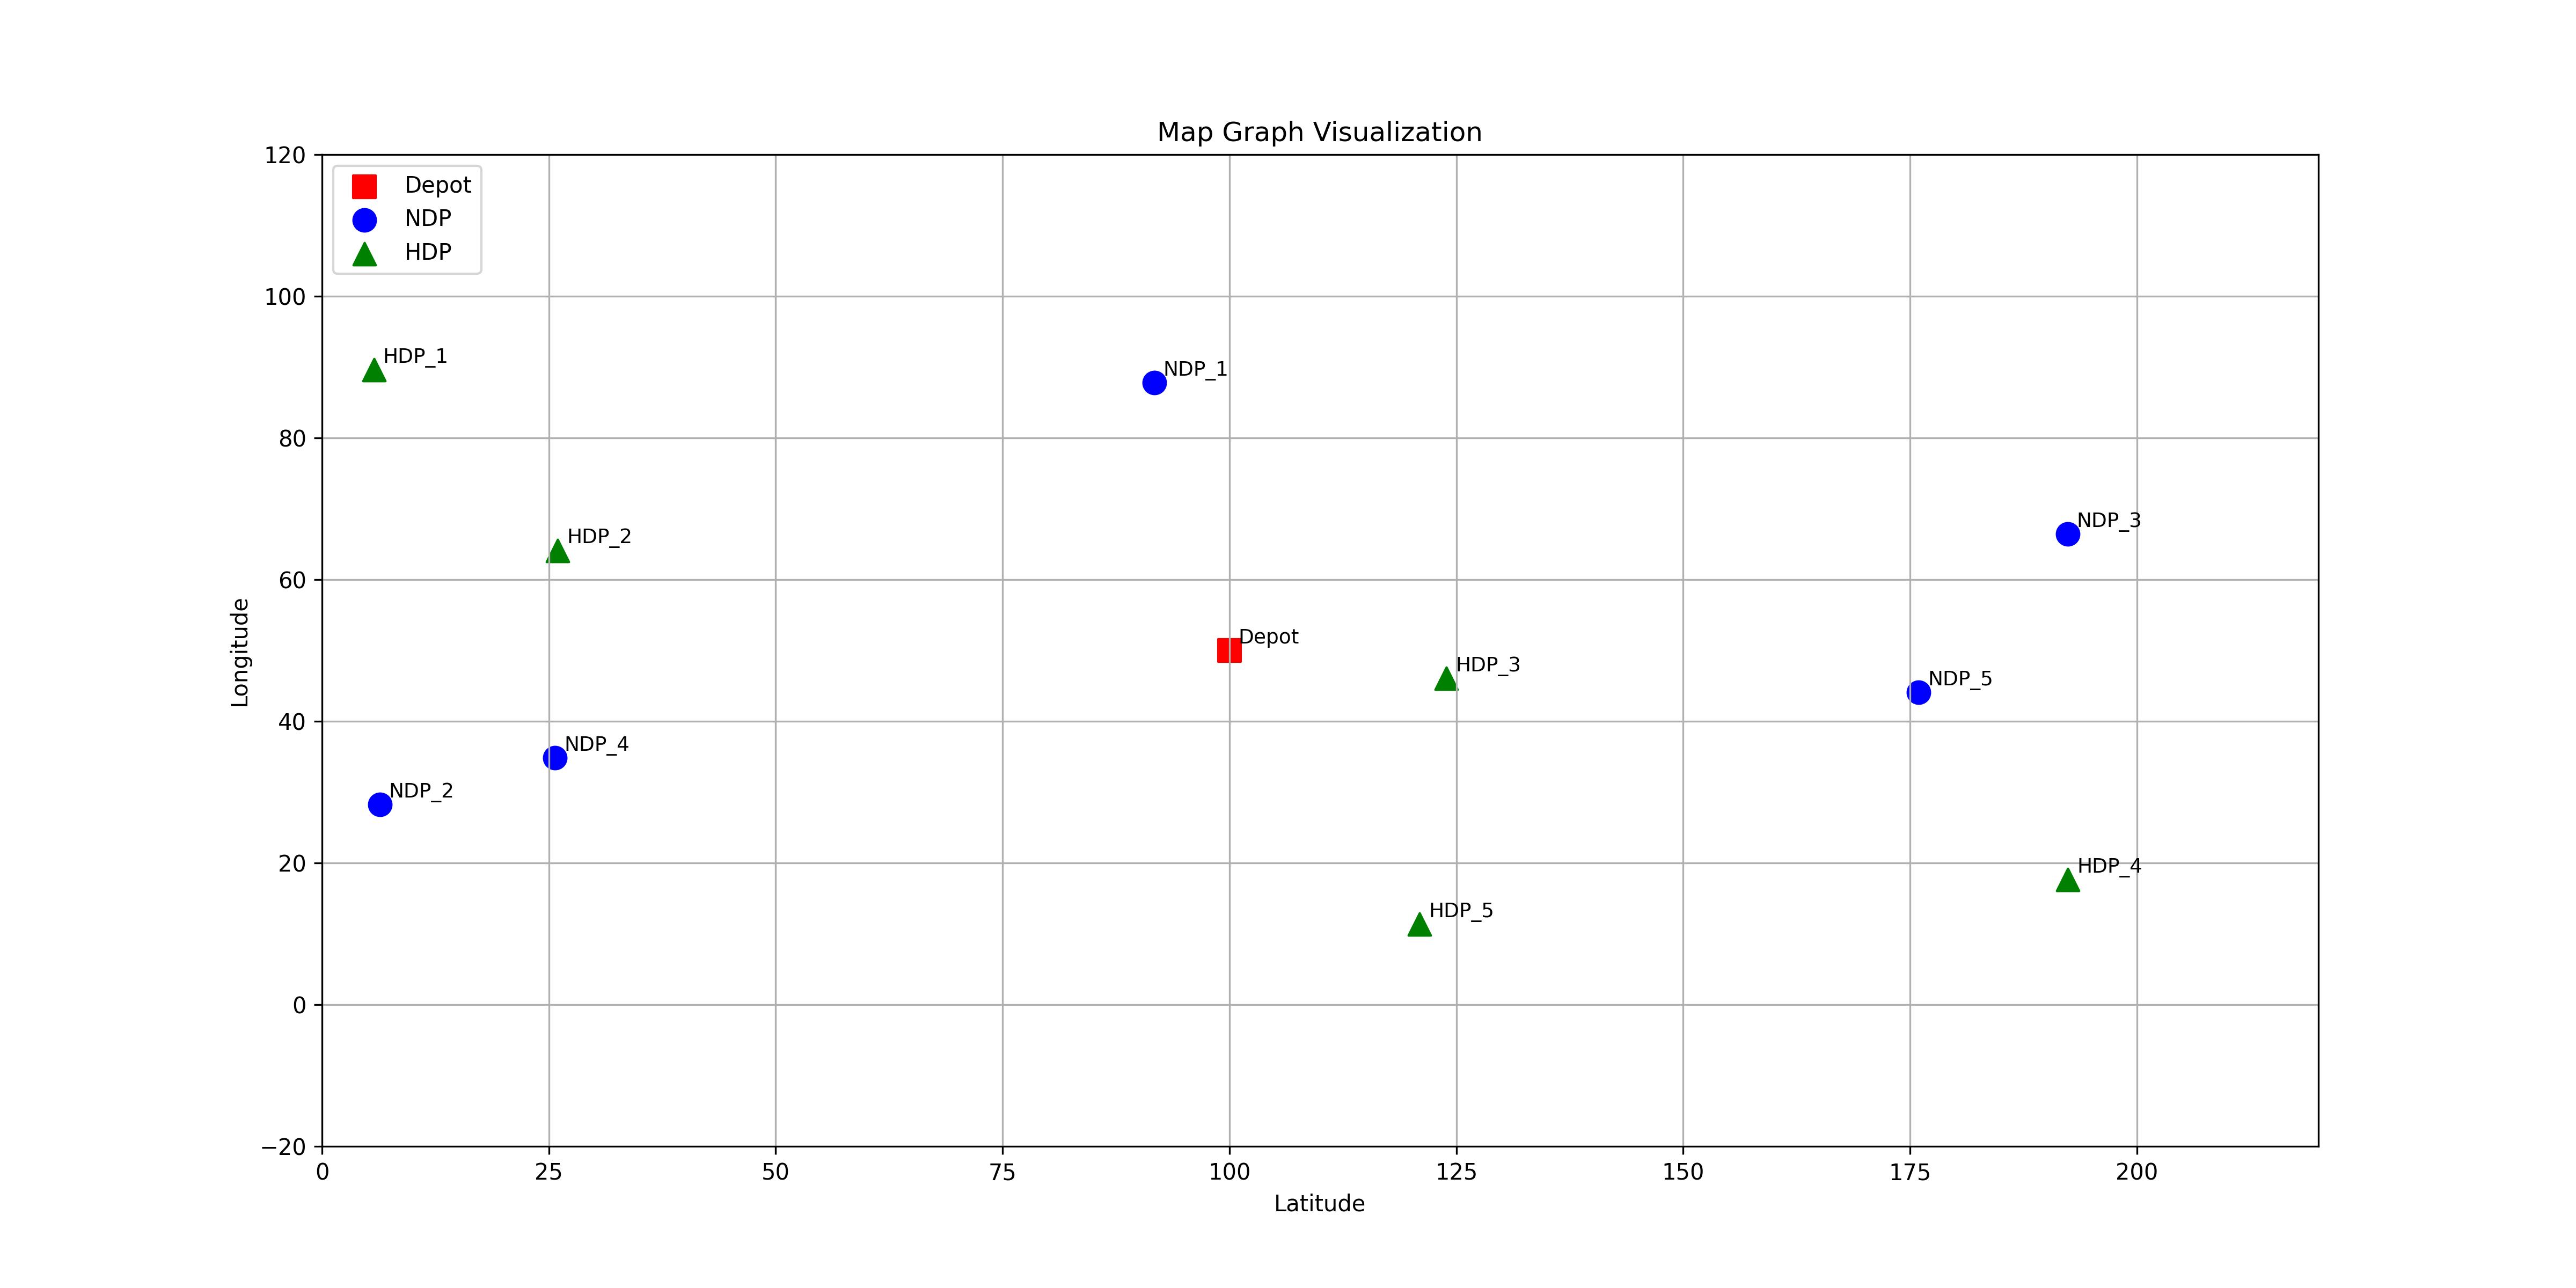 Map Graph Visualization
120
100
80
60
40
20
0
−20
Longitude
Depot
NDP
HDP
HDP_1
NDP_1
HDP_2
NDP_3
Depot
HDP_3
NDP_5
NDP_4
NDP_2
HDP_4
HDP_5
0 25 50 75 100 125 150 175 200
Latitude